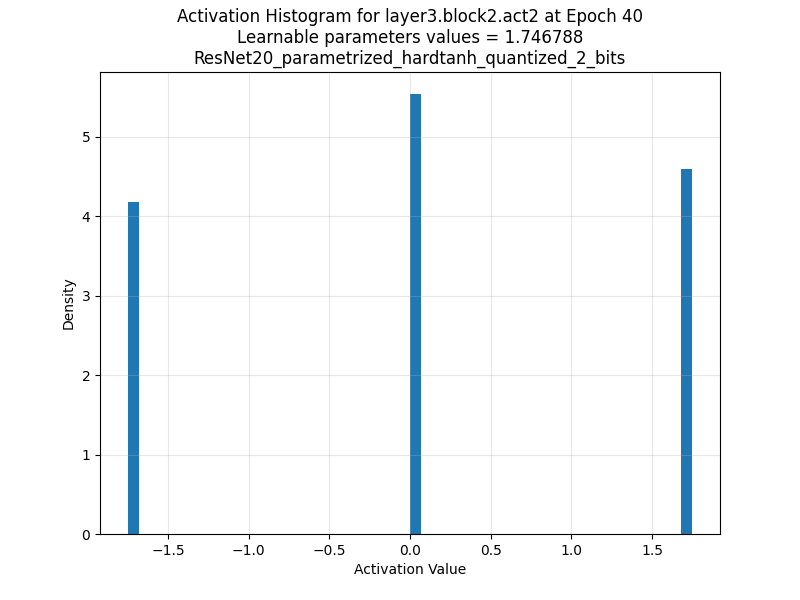 Activation Histogram for layer3.block2.act2 at Epoch 40
Learnable parameters values = 1.746788
ResNet20_parametrized_hardtanh_quantized_2_bits
Density
5
4
3
2
1
0
−1.5 −1.0 −0.5 0.0 0.5 1.0 1.5
Activation Value